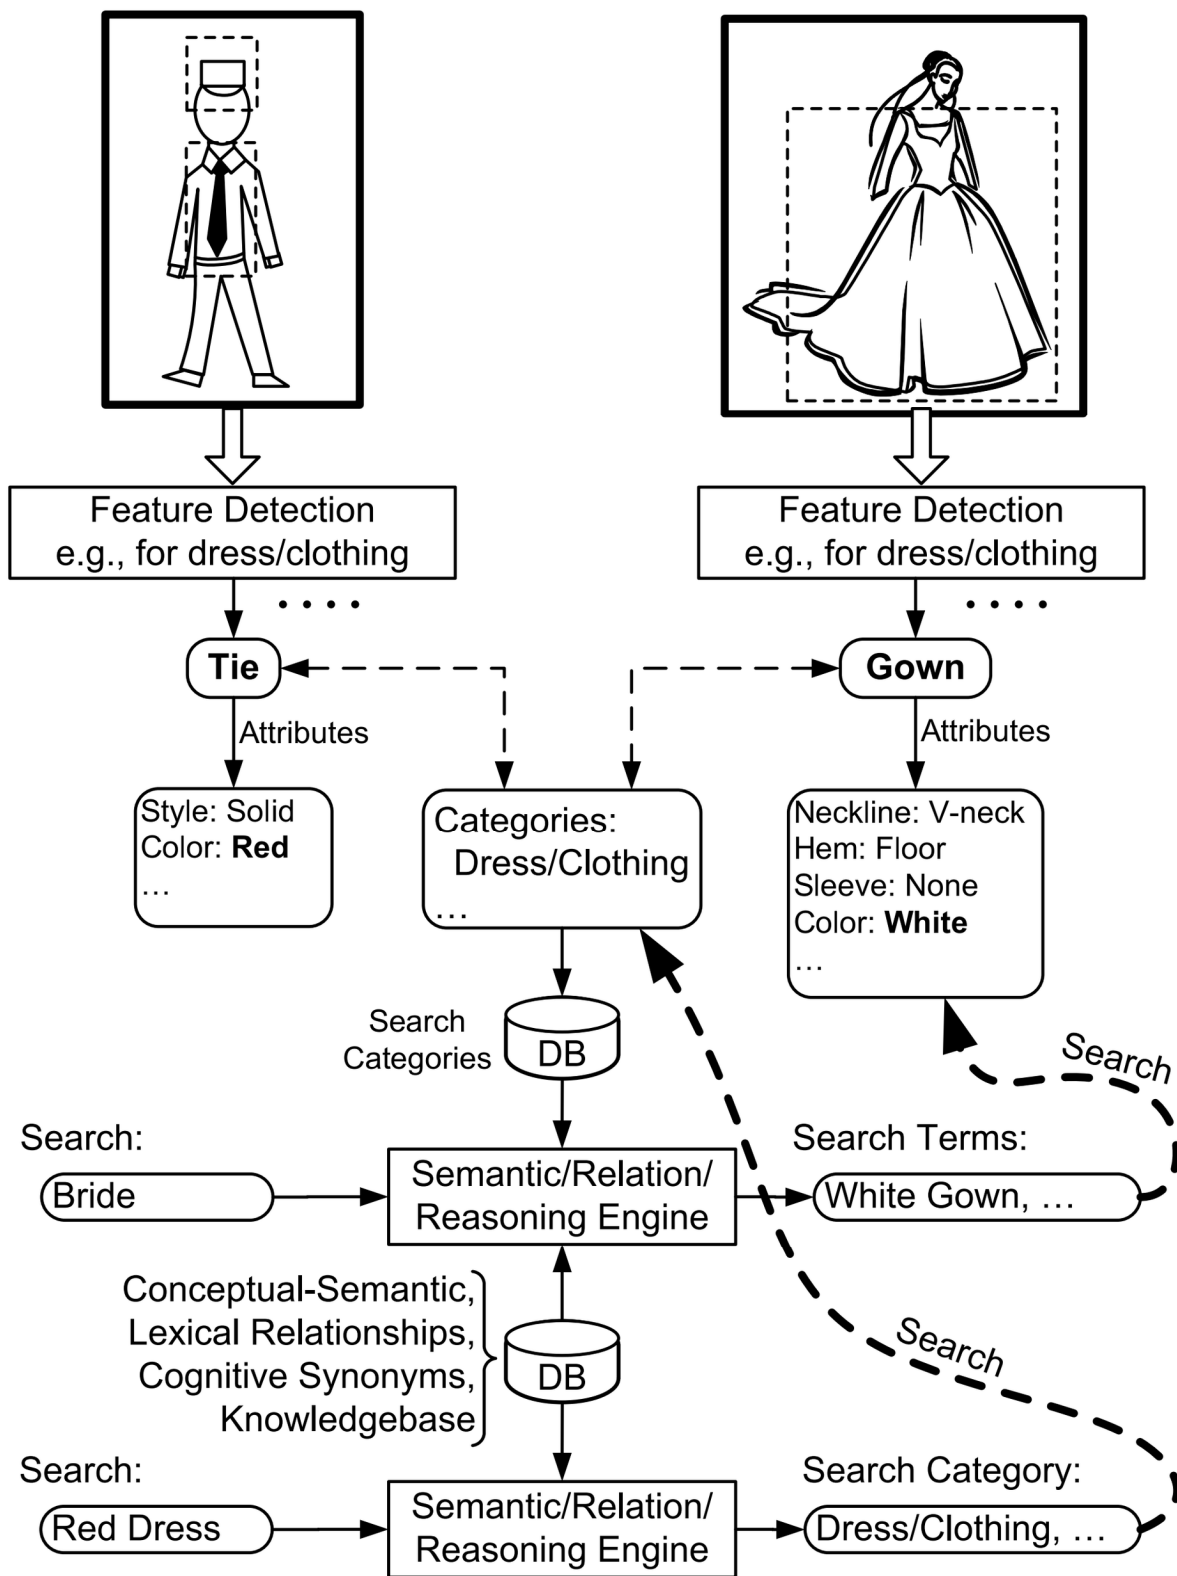 Feature Detection
e.g., for dress/clothing
Feature Detection
e.g., for dress/clothing
. . . .
. . . .
Tie
Gown
Attributes
Attributes
Style: Solid
Color: Red
...
Categories:
Dress/Clothing
...
Neckline: V-neck
Hem: Floor
Sleeve: None
Color: White
...
Search
Categories
DB
Search
Search:
Bride
Semantic/Relation/
Reasoning Engine
Search Terms:
White Gown, ...
Conceptual-Semantic,
Lexical Relationships,
Cognitive Synonyms,
Knowledgebase
DB
Search
Search:
Red Dress
Semantic/Relation/
Reasoning Engine
Search Category:
Dress/Clothing, ...